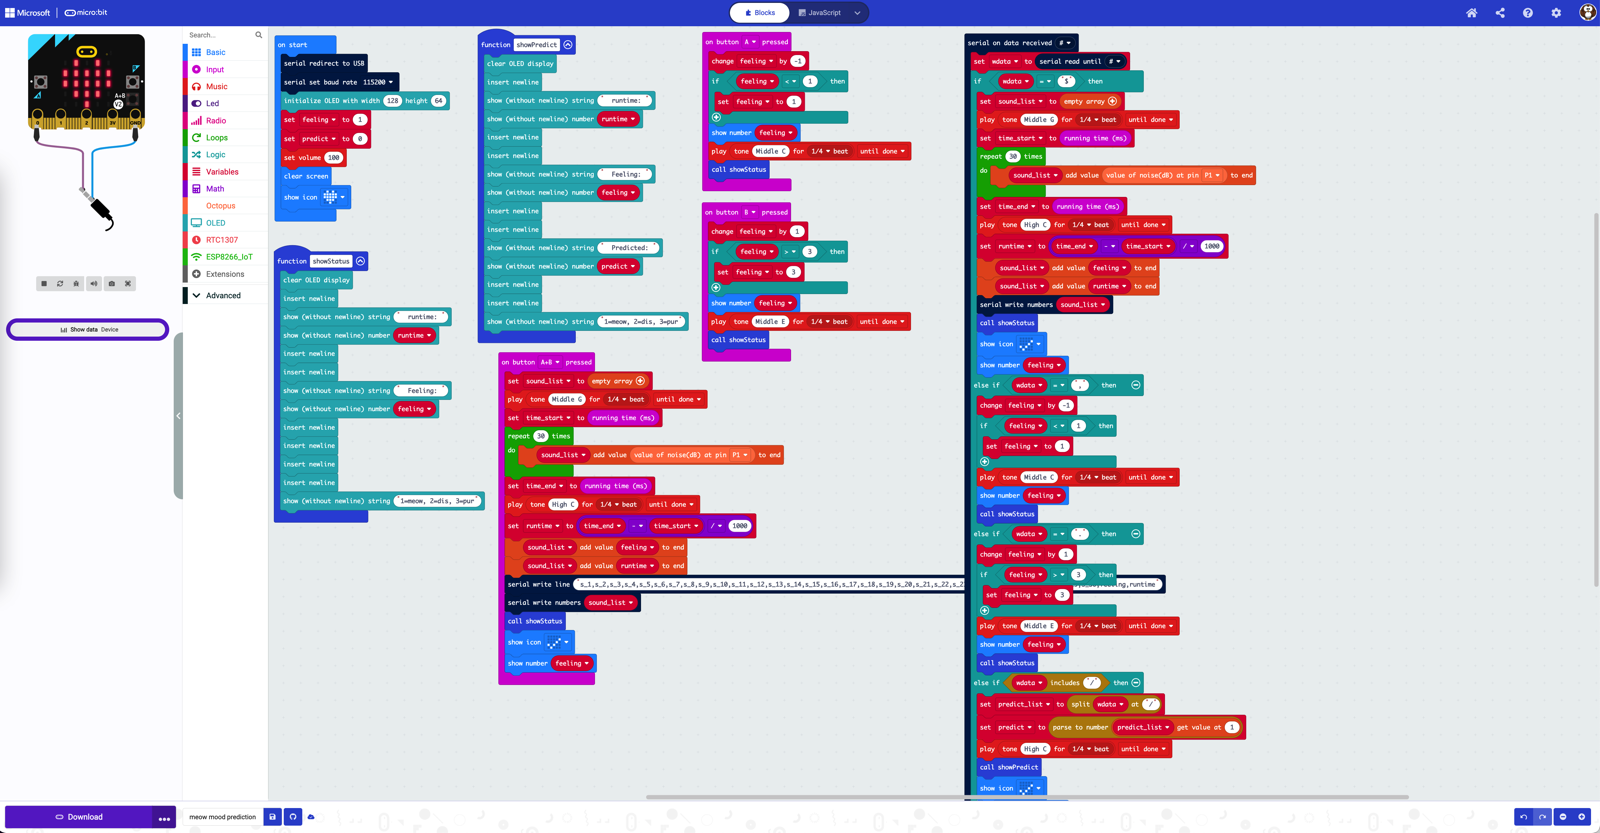 Microsoft
micro:bit
Blocks
JavaScript
Search...
Basic
Input
Music
Led
Radio
Loops
Logic
Variables
Math
Octopus
OLED
RTC1307
ESP8266_IoT
Extensions
Advanced
A+B
V2
0
1
2
3V
GND
Show data Device
on start
serial redirect to USB
serial set baud rate 115200
initialize OLED with width 128 height 64
set feeling to 1
set predict to 0
set volume 100
clear screen
show icon
function showStatus
clear OLED display
insert newline
show (without newline) string " runtime: "
show (without newline) number runtime
insert newline
insert newline
show (without newline) string " Feeling: "
show (without newline) number feeling
insert newline
insert newline
insert newline
insert newline
show (without newline) string "1=meow, 2=dis, 3=pur"
function showPredict
clear OLED display
insert newline
show (without newline) string " runtime: "
show (without newline) number runtime
insert newline
insert newline
show (without newline) string " Feeling: "
show (without newline) number feeling
insert newline
insert newline
show (without newline) string " Predicted: "
show (without newline) number predict
insert newline
insert newline
show (without newline) string "1=meow, 2=dis, 3=pur"
on button A+B pressed
set sound_list to empty array
play tone Middle G for 1/4 beat until done
set time_start to running time (ms)
repeat 30 times
do sound_list add value value of noise(dB) at pin P1 to end
set time_end to running time (ms)
play tone High C for 1/4 beat until done
set runtime to time_end - time_start / 1000
sound_list add value feeling to end
sound_list add value runtime to end
serial write line "s_1,s_2,s_3,s_4,s_5,s_6,s_7,s_8,s_9,s_10,s_11,s_12,s_13,s_14,s_15,s_16,s_17,s_18,s_19,s_20,s_21,s_22,s_2 ing,runtime"
serial write numbers sound_list
call showStatus
show icon
show number feeling
on button A pressed
change feeling by -1
if feeling < 1 then
set feeling to 1
show number feeling
play tone Middle C for 1/4 beat until done
call showStatus
on button B pressed
change feeling by 1
if feeling > 3 then
set feeling to 3
show number feeling
play tone Middle E for 1/4 beat until done
call showStatus
serial on data received #
set wdata to serial read until #
if wdata = "$" then
set sound_list to empty array
play tone Middle G for 1/4 beat until done
set time_start to running time (ms)
repeat 30 times
do sound_list add value value of noise(dB) at pin P1 to end
set time_end to running time (ms)
play tone High C for 1/4 beat until done
set runtime to time_end - time_start / 1000
sound_list add value feeling to end
sound_list add value runtime to end
serial write numbers sound_list
call showStatus
show icon
show number feeling
else if wdata = "," then
change feeling by -1
if feeling < 1 then
set feeling to 1
play tone Middle C for 1/4 beat until done
show number feeling
call showStatus
else if wdata = "." then
change feeling by 1
if feeling > 3 then
set feeling to 3
play tone Middle E for 1/4 beat until done
show number feeling
call showStatus
else if wdata includes "/" then
set predict_list to split wdata at "/"
set predict to parse to number predict_list get value at 1
play tone High C for 1/4 beat until done
call showPredict
show icon
Download
meow mood prediction